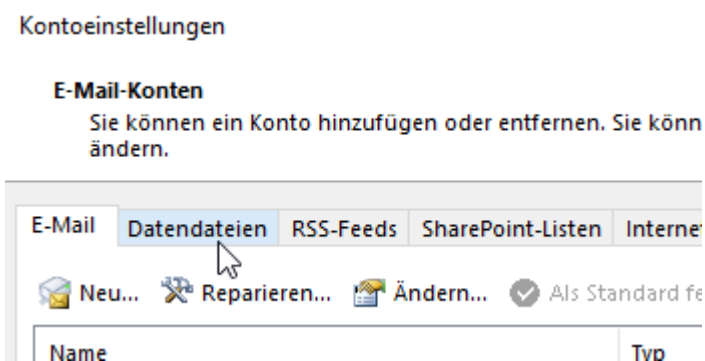 Kontoeinstellungen
E-Mail-Konten
Sie können ein Konto hinzufügen oder entfernen. Sie könn
ändern.
E-Mail Datendateien RSS-Feeds SharePoint-Listen Internet
Neu... Reparieren... Ändern... Als Standard fe
Name Typ